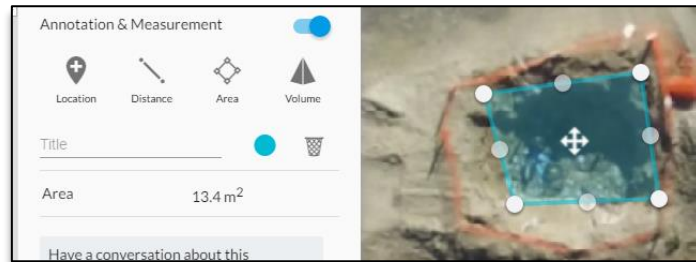 Annotation & Measurement
Location Distance Area Volume
Title
Area 13.4 m²
Have a conversation about this